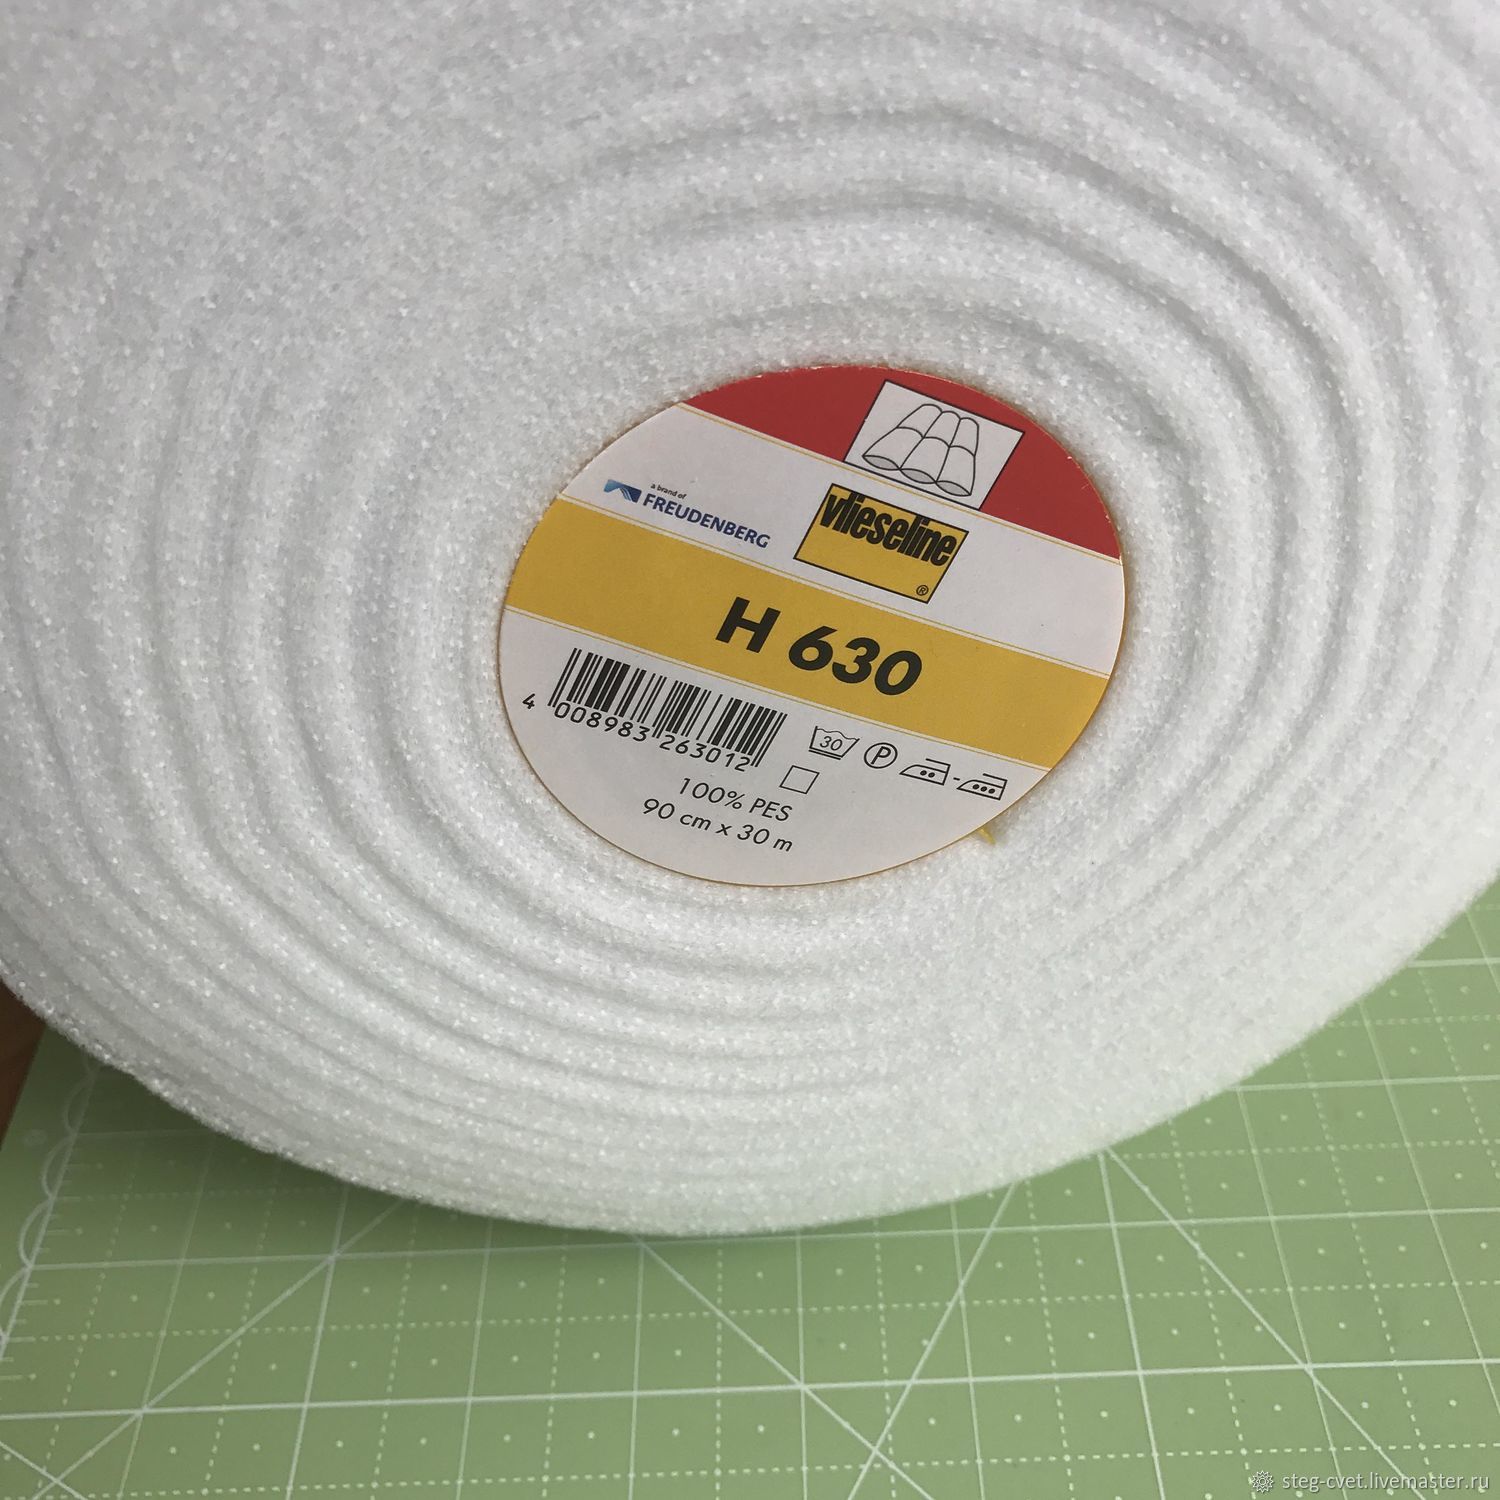 a brand of
FREUDENBERG
vlieseline
®
H 630
4 008983 263012
30 P
100% PES
90 cm x 30 m
steg-cvet.livemaster.ru